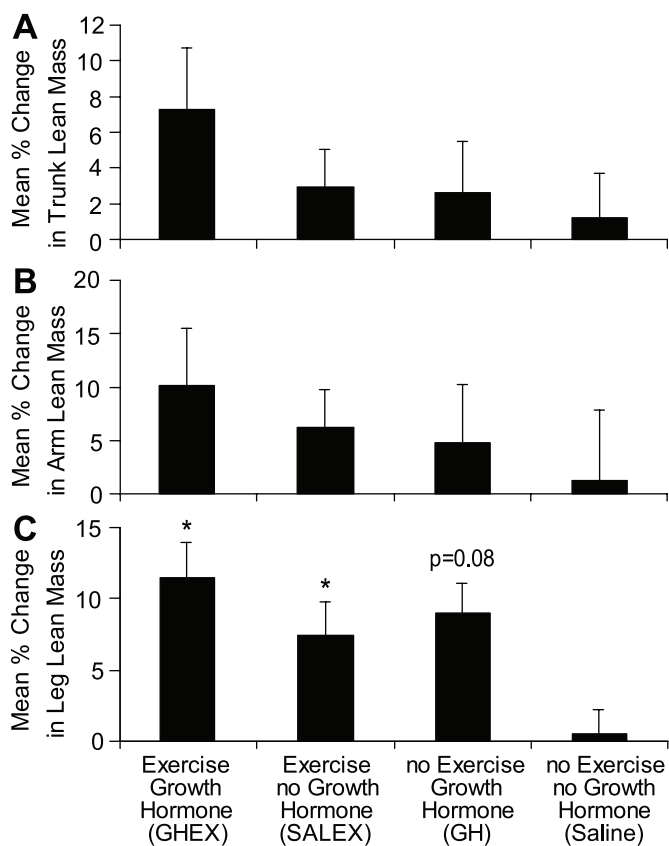 A
Mean % Change
in Trunk Lean Mass
12
10
8
6
4
2
0
B
Mean % Change
in Arm Lean Mass
20
15
10
5
0
C
Mean % Change
in Leg Lean Mass
15
10
5
0
*
*
p=0.08
Exercise
Growth
Hormone
(GHEX)
Exercise
no Growth
Hormone
(SALEX)
no Exercise
Growth
Hormone
(GH)
no Exercise
no Growth
Hormone
(Saline)